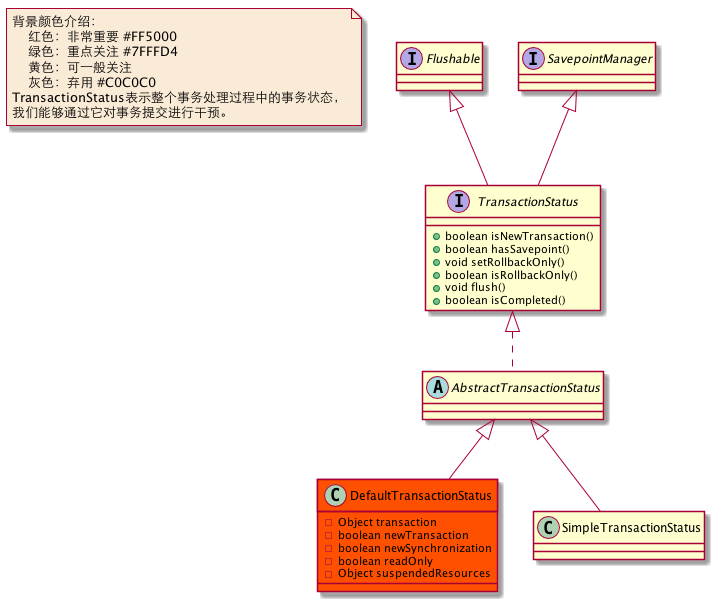 背景颜色介绍：
红色：非常重要 #FF5000
绿色：重点关注 #7FFFD4
黄色：可一般关注
灰色：弃用 #C0C0C0
TransactionStatus表示整个事务处理过程中的事务状态，
我们能够通过它对事务提交进行干预。
I Flushable
I SavepointManager
I TransactionStatus
boolean isNewTransaction()
boolean hasSavepoint()
void setRollbackOnly()
boolean isRollbackOnly()
void flush()
boolean isCompleted()
A AbstractTransactionStatus
C DefaultTransactionStatus
Object transaction
boolean newTransaction
boolean newSynchronization
boolean readOnly
Object suspendedResources
C SimpleTransactionStatus